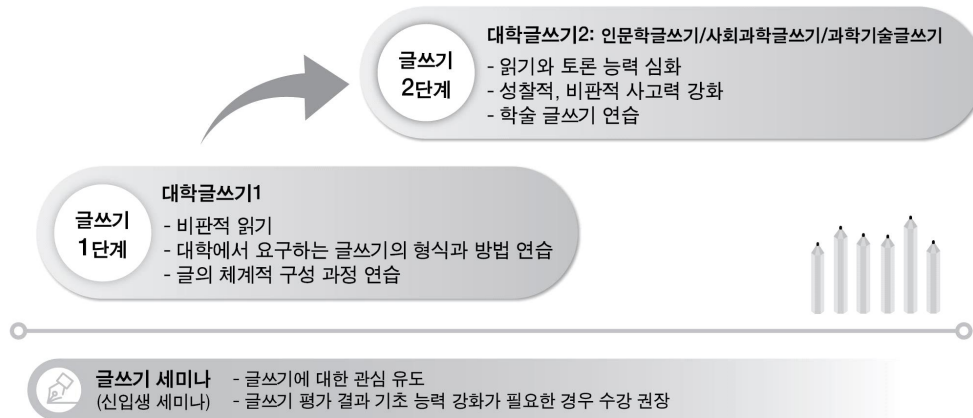 글쓰기
2단계
대학글쓰기2: 인문학글쓰기/사회과학글쓰기/과학기술글쓰기
- 읽기와 토론 능력 심화
- 성찰적, 비판적 사고력 강화
- 학술 글쓰기 연습
글쓰기
1단계
대학글쓰기1
- 비판적 읽기
- 대학에서 요구하는 글쓰기의 형식과 방법 연습
- 글의 체계적 구성 과정 연습
글쓰기 세미나 - 글쓰기에 대한 관심 유도
(신입생 세미나) - 글쓰기 평가 결과 기초 능력 강화가 필요한 경우 수강 권장